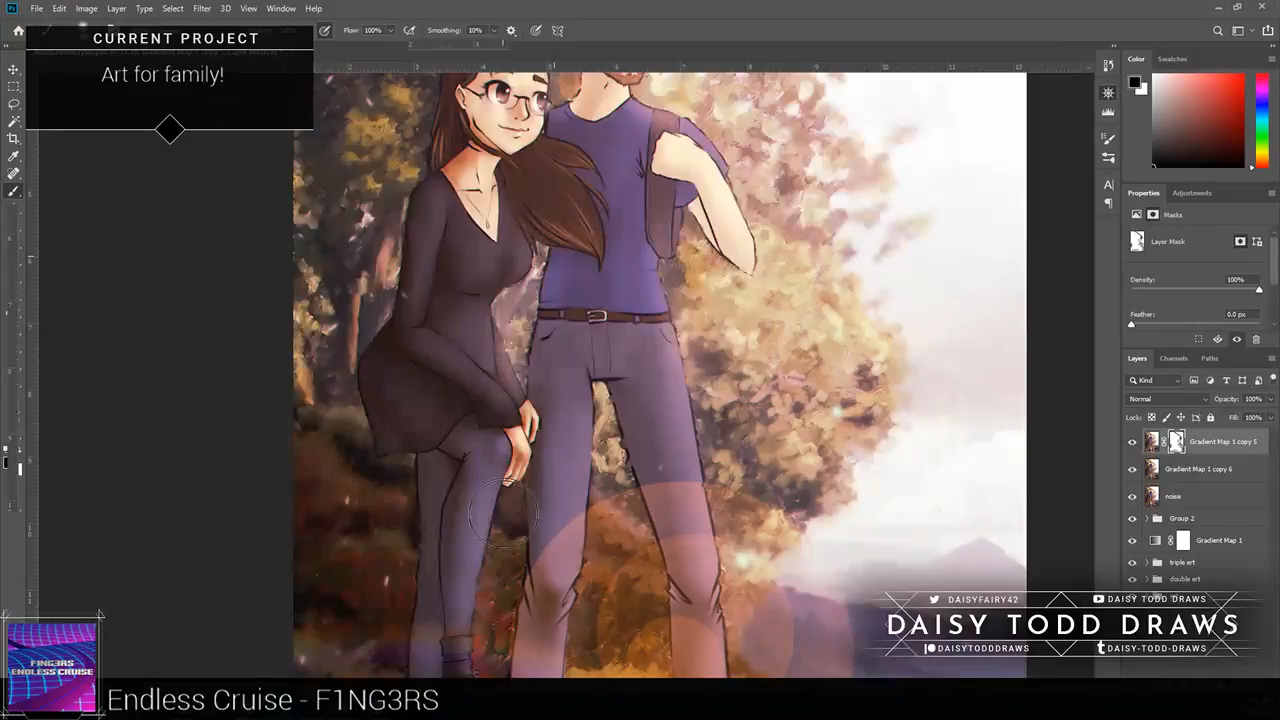 File Edit Image Layer Type Select Filter 3D View Window Help
Flow: 100% Smoothing: 10%
CURRENT PROJECT
Art for family!
Color Swatches
Properties Adjustments
Masks
Layer Mask
Density: 100%
Feather: 0.0 px
Layers Channels Paths
Kind
Normal Opacity: 100%
Lock: Fill: 100%
Gradient Map 1 copy 5
Gradient Map 1 copy 6
noise
Group 2
Gradient Map 1
triple ert
double ert
DAISYFAIRY42 DAISY TODD DRAWS
DAISY TODD DRAWS
DAISYTODDDRAWS DAISY-TODD-DRAWS
F1NG3RS
ENDLESS CRUISE
Endless Cruise - F1NG3RS